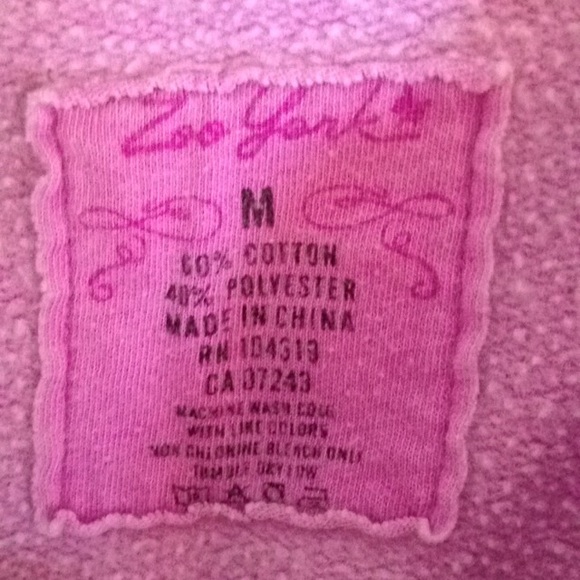 Zoo York
M
60% COTTON
40% POLYESTER
MADE IN CHINA
RN 104319
CA 07243
MACHINE WASH COLD
WITH LIKE COLORS
NON CHLORINE BLEACH ONLY
TUMBLE DRY LOW